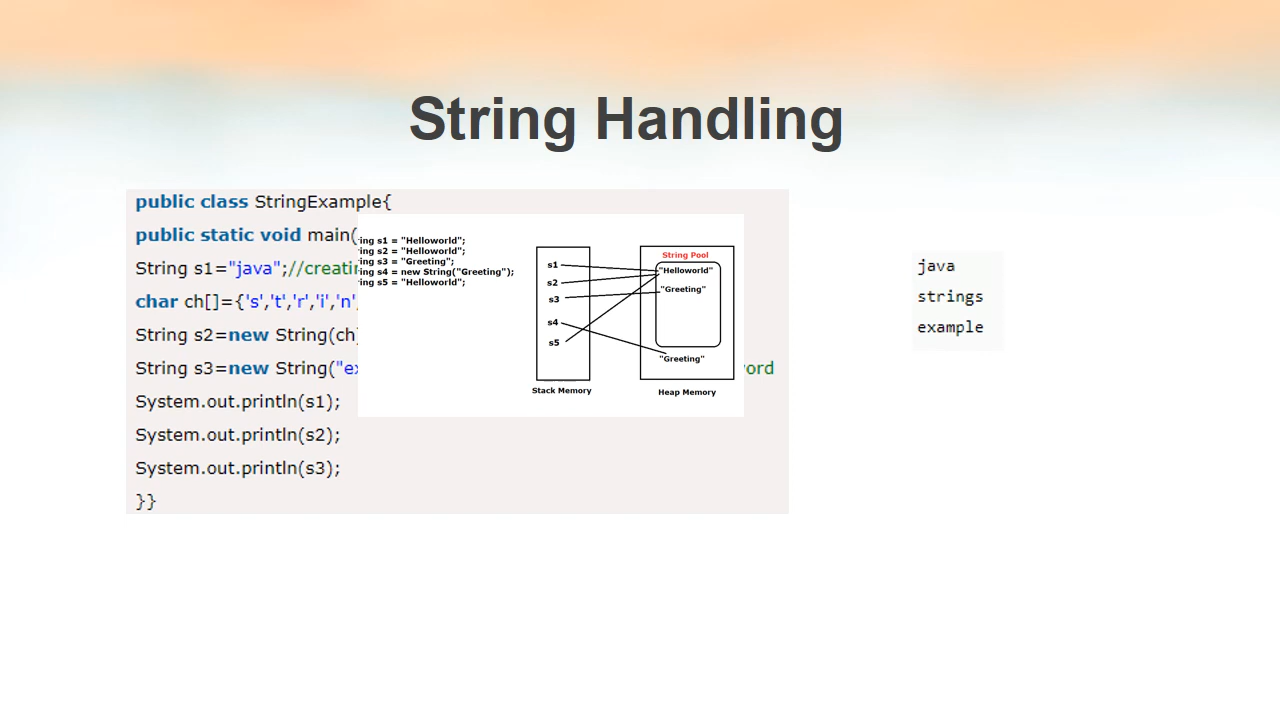 String Handling
public class StringExample{
public static void main(
String s1="java";//creatin
char ch[]={'s','t','r','i','n'
String s2=new String(ch)
String s3=new String("ex
ord
System.out.println(s1);
System.out.println(s2);
System.out.println(s3);
}}
ing s1 = "Helloworld";
ing s2 = "Helloworld";
ing s3 = "Greeting";
ng s4 = new String("Greeting");
ing s5 = "Helloworld";
s1
s2
s3
s4
s5
Stack Memory
String Pool
"Helloworld"
"Greeting"
"Greeting"
Heap Memory
java
strings
example